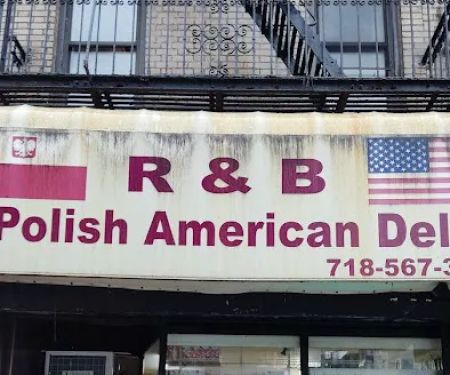 R & B
Polish American Del
718-567-3